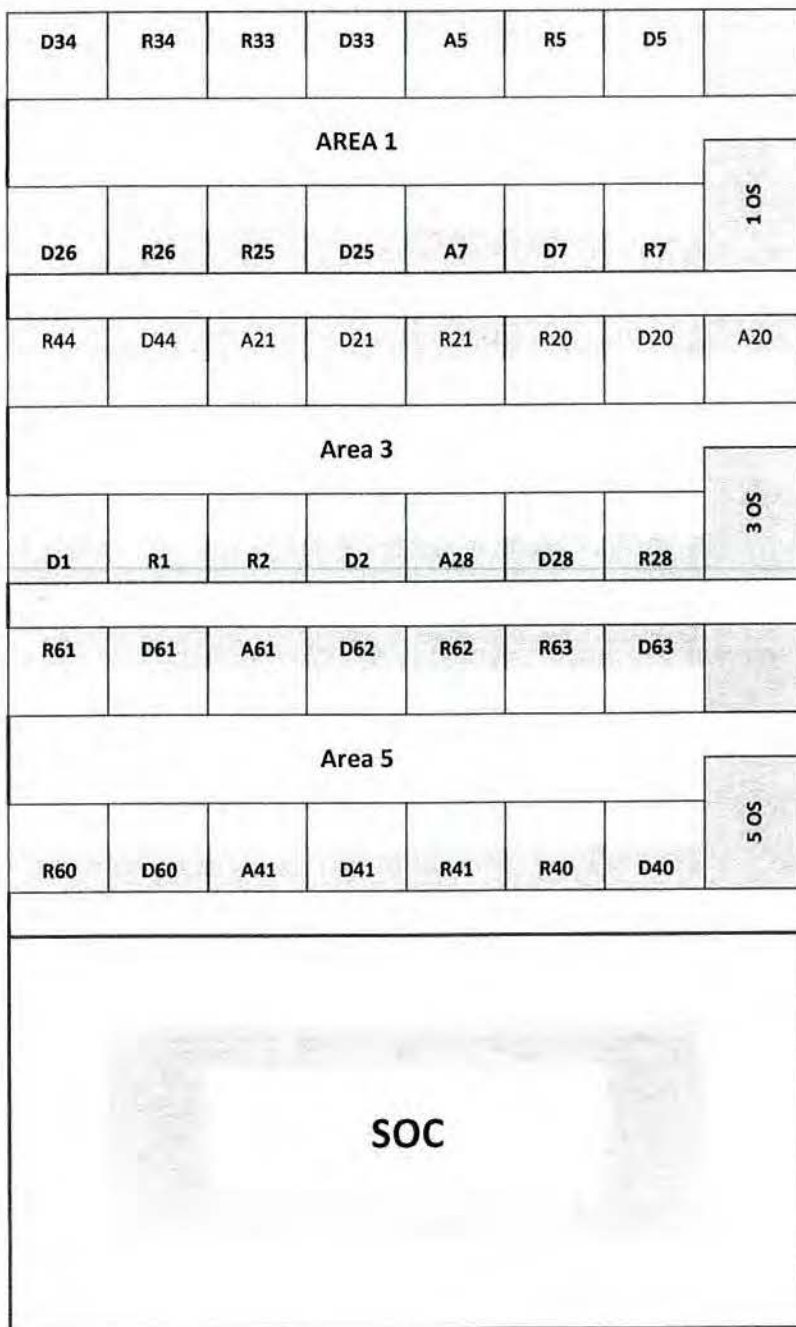 D34 R34 R33 D33 A5 R5 D5
AREA 1
1 OS
D26 R26 R25 D25 A7 D7 R7
R44 D44 A21 D21 R21 R20 D20 A20
Area 3
3 OS
D1 R1 R2 D2 A28 D28 R28
R61 D61 A61 D62 R62 R63 D63
Area 5
5 OS
R60 D60 A41 D41 R41 R40 D40
SOC